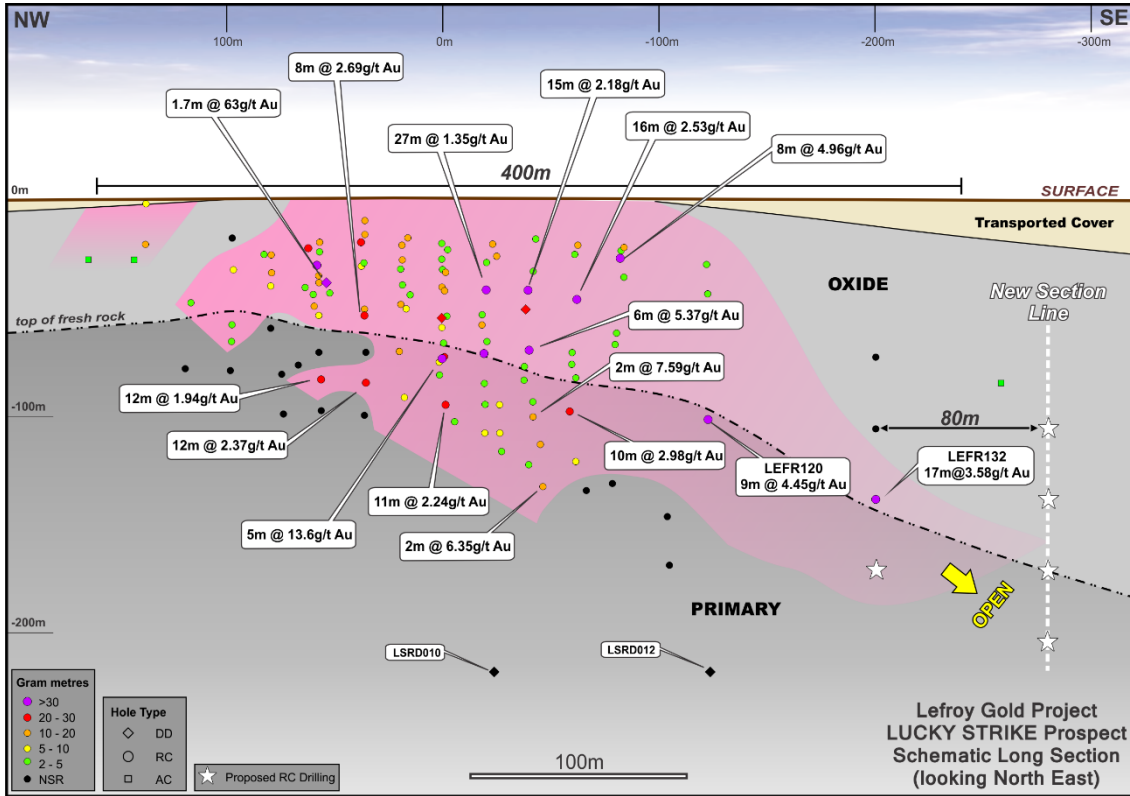 NW
SE
100m
0m
-100m
-200m
-300m
8m @ 2.69g/t Au
1.7m @ 63g/t Au
15m @ 2.18g/t Au
27m @ 1.35g/t Au
16m @ 2.53g/t Au
8m @ 4.96g/t Au
400m
0m
SURFACE
Transported Cover
OXIDE
New Section
Line
top of fresh rock
6m @ 5.37g/t Au
2m @ 7.59g/t Au
12m @ 1.94g/t Au
-100m
80m
12m @ 2.37g/t Au
10m @ 2.98g/t Au
LEFR120
9m @ 4.45g/t Au
LEFR132
17m@3.58g/t Au
11m @ 2.24g/t Au
5m @ 13.6g/t Au
2m @ 6.35g/t Au
OPEN
PRIMARY
-200m
LSRD010
LSRD012
Gram metres
>30
20 - 30
10 - 20
5 - 10
2 - 5
NSR
Hole Type
DD
RC
AC
Proposed RC Drilling
100m
Lefroy Gold Project
LUCKY STRIKE Prospect
Schematic Long Section
(looking North East)